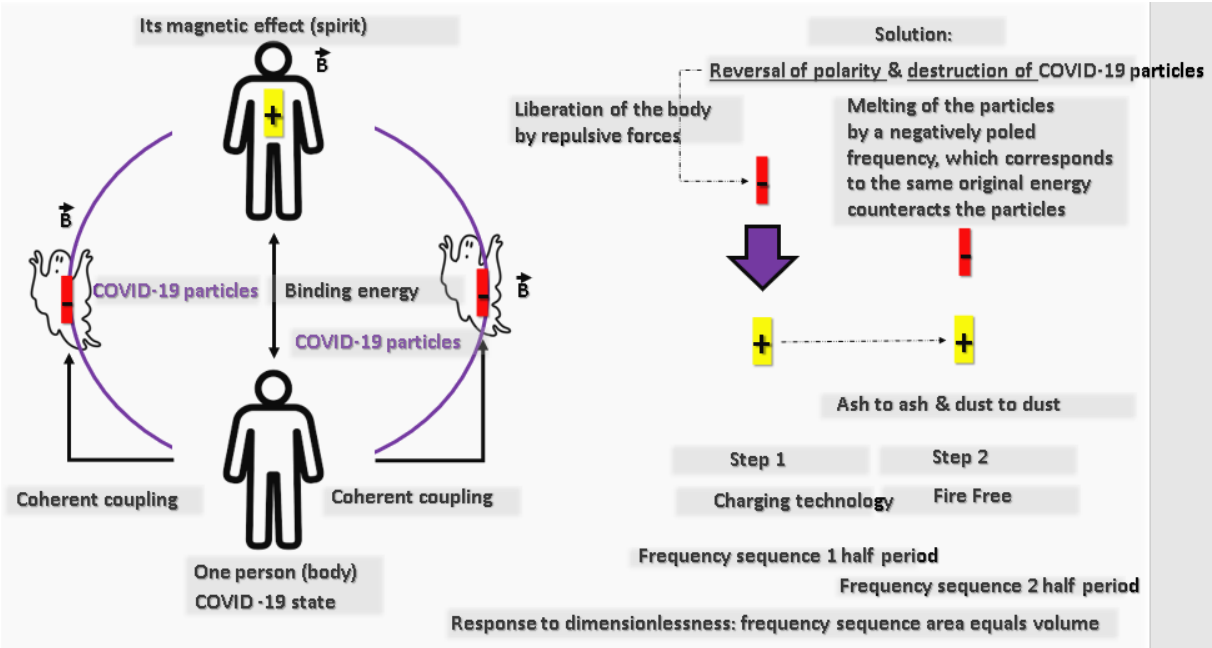 Its magnetic effect (spirit)
B
+
B
-
COVID-19 particles
Binding energy
-
B
COVID-19 particles
Coherent coupling
Coherent coupling
One person (body)
COVID -19 state
Solution:
Reversal of polarity & destruction of COVID-19 particles
Liberation of the body
by repulsive forces
Melting of the particles
by a negatively poled
frequency, which corresponds
to the same original energy
counteracts the particles
-
-
+
+
Ash to ash & dust to dust
Step 1
Step 2
Charging technology
Fire Free
Frequency sequence 1 half period
Frequency sequence 2 half period
Response to dimensionlessness: frequency sequence area equals volume